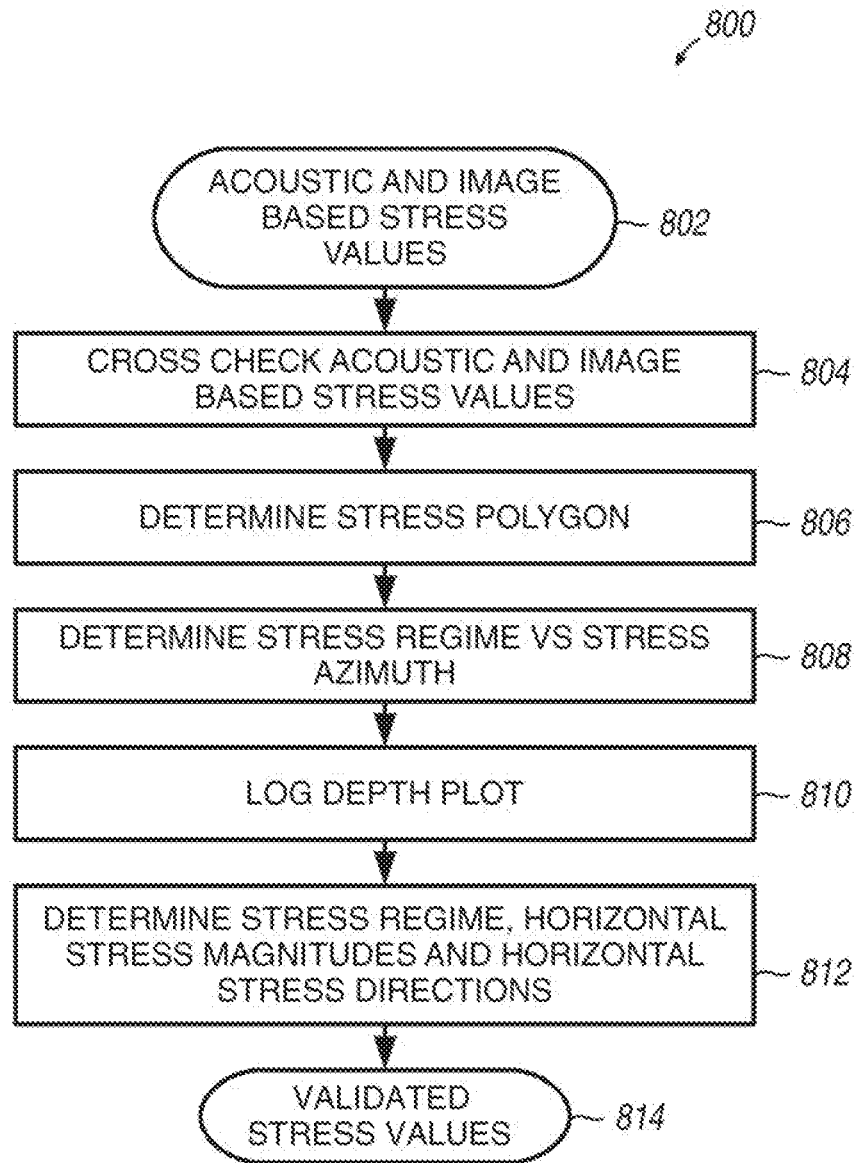 800
ACOUSTIC AND IMAGE
BASED STRESS
VALUES
802
CROSS CHECK ACOUSTIC AND IMAGE
BASED STRESS VALUES
804
DETERMINE STRESS POLYGON
806
DETERMINE STRESS REGIME VS STRESS
AZIMUTH
808
LOG DEPTH PLOT
810
DETERMINE STRESS REGIME, HORIZONTAL
STRESS MAGNITUDES AND HORIZONTAL
STRESS DIRECTIONS
812
VALIDATED
STRESS VALUES
814